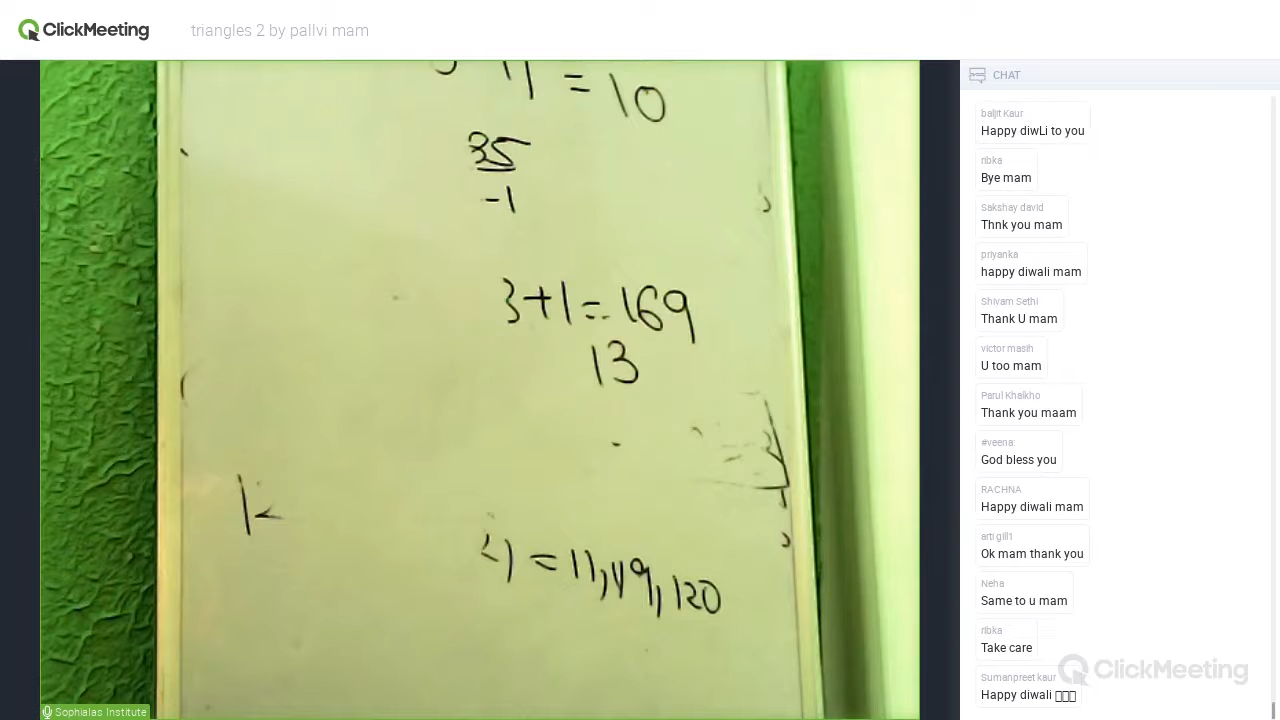 ClickMeeting
triangles 2 by pallvi mam
= 10
35
-1
3+1=169
13
= 11,49,120
Sophialas Institute
CHAT
baljit Kaur
Happy diwLi to you
ribka
Bye mam
Sakshay david
Thnk you mam
priyanka
happy diwali mam
Shivam Sethi
Thank U mam
victor masih
U too mam
Parul Khalkho
Thank you maam
#veena:
God bless you
RACHNA
Happy diwali mam
arti gill1
Ok mam thank you
Neha
Same to u mam
ribka
Take care
Sumanpreet kaur
Happy diwali
ClickMeeting